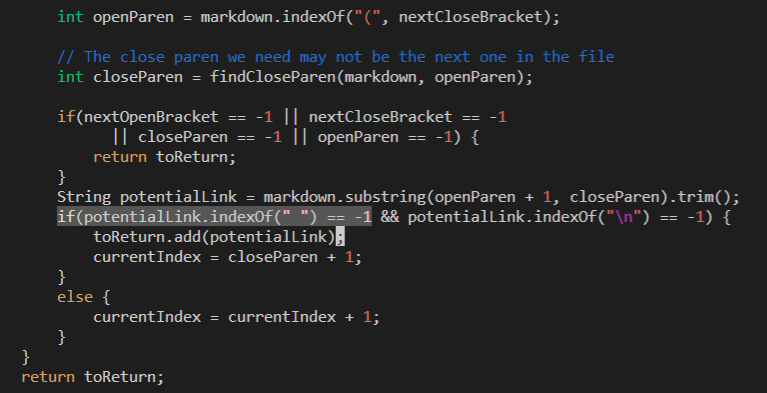 int openParen = markdown.indexOf("(", nextCloseBracket);
// The close paren we need may not be the next one in the file
int closeParen = findCloseParen(markdown, openParen);
if(nextOpenBracket == -1 || nextCloseBracket == -1
|| closeParen == -1 || openParen == -1) {
return toReturn;
}
String potentialLink = markdown.substring(openParen + 1, closeParen).trim();
if(potentialLink.indexOf(" ") == -1 && potentialLink.indexOf("\n") == -1) {
toReturn.add(potentialLink);
currentIndex = closeParen + 1;
}
else {
currentIndex = currentIndex + 1;
}
}
return toReturn;